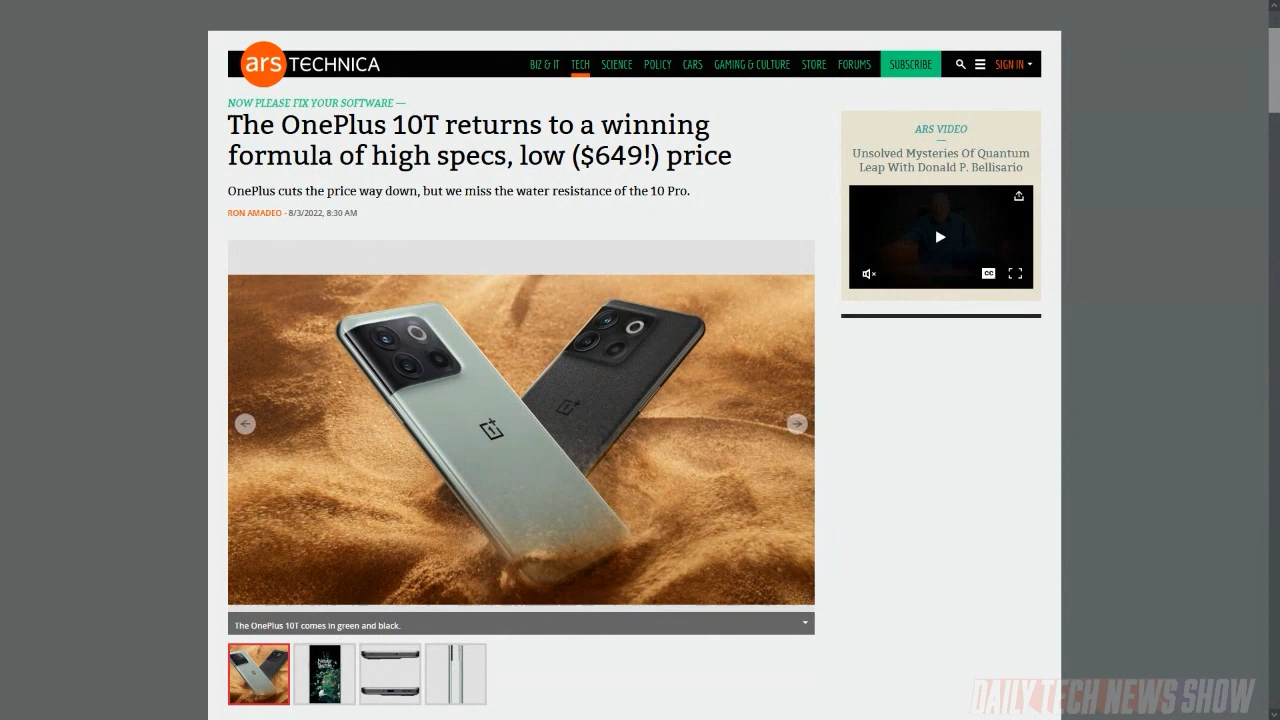 ars TECHNICA
BIZ & IT TECH SCIENCE POLICY CARS GAMING & CULTURE STORE FORUMS SUBSCRIBE SIGN IN
NOW PLEASE FIX YOUR SOFTWARE —
The OnePlus 10T returns to a winning
formula of high specs, low ($649!) price
OnePlus cuts the price way down, but we miss the water resistance of the 10 Pro.
RON AMADEO - 8/3/2022, 8:30 AM
ARS VIDEO
Unsolved Mysteries Of Quantum
Leap With Donald P. Bellisario
CC
The OnePlus 10T comes in green and black.
DAILY TECH NEWS SHOW